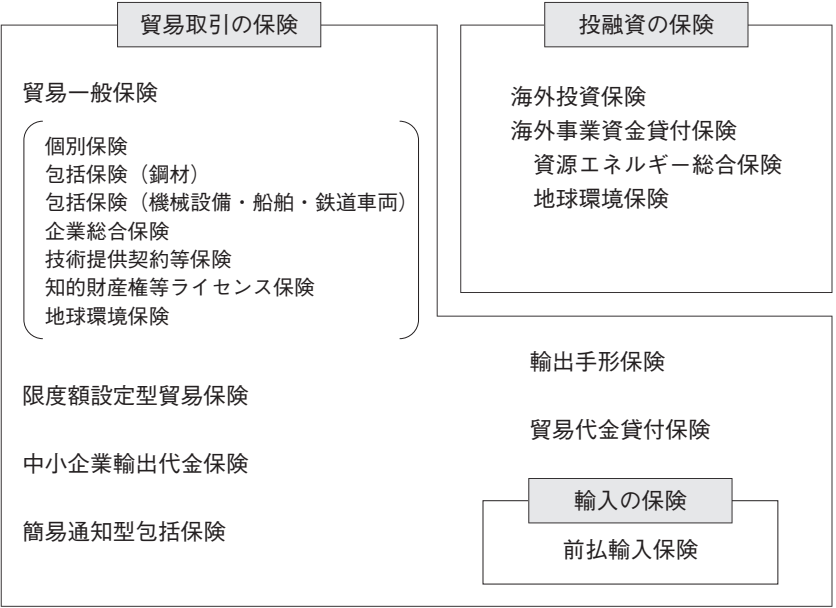 貿易取引の保険
貿易一般保険
個別保険
包括保険（鋼材）
包括保険（機械設備・船舶・鉄道車両）
企業総合保険
技術提供契約等保険
知的財産権等ライセンス保険
地球環境保険
限度額設定型貿易保険
中小企業輸出代金保険
簡易通知型包括保険
投融資の保険
海外投資保険
海外事業資金貸付保険
資源エネルギー総合保険
地球環境保険
輸出手形保険
貿易代金貸付保険
輸入の保険
前払輸入保険